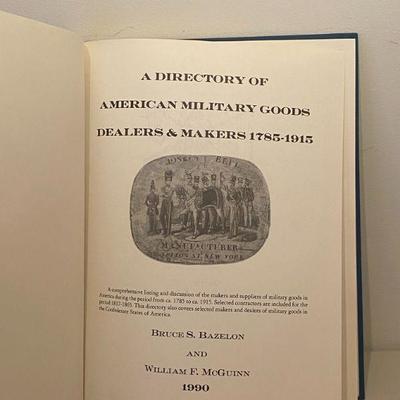 A DIRECTORY OF
AMERICAN MILITARY GOODS
DEALERS & MAKERS 1785-1915
MANUFACTURER
NEW YORK
A comprehensive listing and discussion of the makers and suppliers of military goods in
America during the period from ca. 1785 to ca. 1915. Selected contractors are included for the
period 1817-1865. This directory also covers selected makers and dealers of military goods in
the Confederate States of America.
BRUCE S. BAZELON
AND
WILLIAM F. MCGUINN
1990